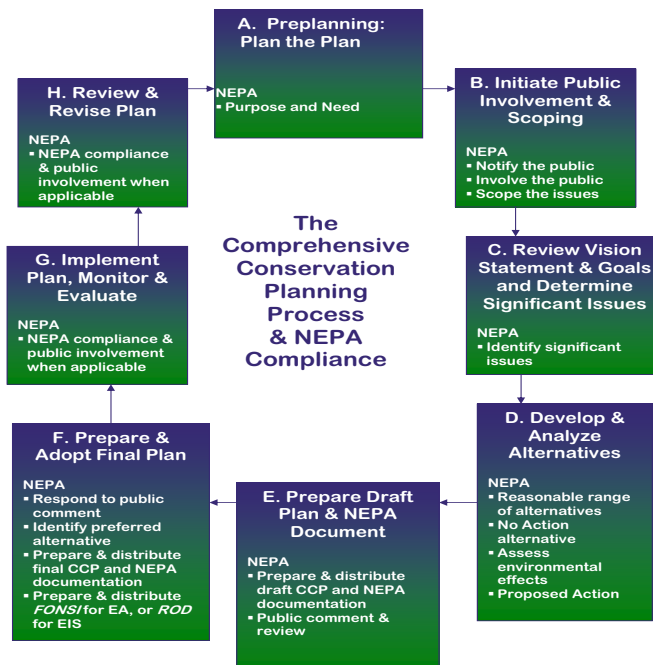 A. Preplanning:
Plan the Plan
NEPA
▪ Purpose and Need
B. Initiate Public
Involvement &
Scoping
NEPA
▪ Notify the public
▪ Involve the public
▪ Scope the issues
C. Review Vision
Statement & Goals
and Determine
Significant Issues
NEPA
▪ Identify significant
issues
D. Develop &
Analyze
Alternatives
NEPA
▪ Reasonable range
of alternatives
▪ No Action
alternative
▪ Assess
environmental
effects
▪ Proposed Action
E. Prepare Draft
Plan & NEPA
Document
NEPA
▪ Prepare & distribute
draft CCP and NEPA
documentation
▪ Public comment &
review
F. Prepare &
Adopt Final Plan
NEPA
▪ Respond to public
comment
▪ Identify preferred
alternative
▪ Prepare & distribute
final CCP and NEPA
documentation
▪ Prepare & distribute
FONSI for EA, or ROD
for EIS
G. Implement
Plan, Monitor &
Evaluate
NEPA
▪ NEPA compliance &
public involvement
when applicable
H. Review &
Revise Plan
NEPA
▪ NEPA compliance
& public
involvement when
applicable
The
Comprehensive
Conservation
Planning
Process
& NEPA
Compliance